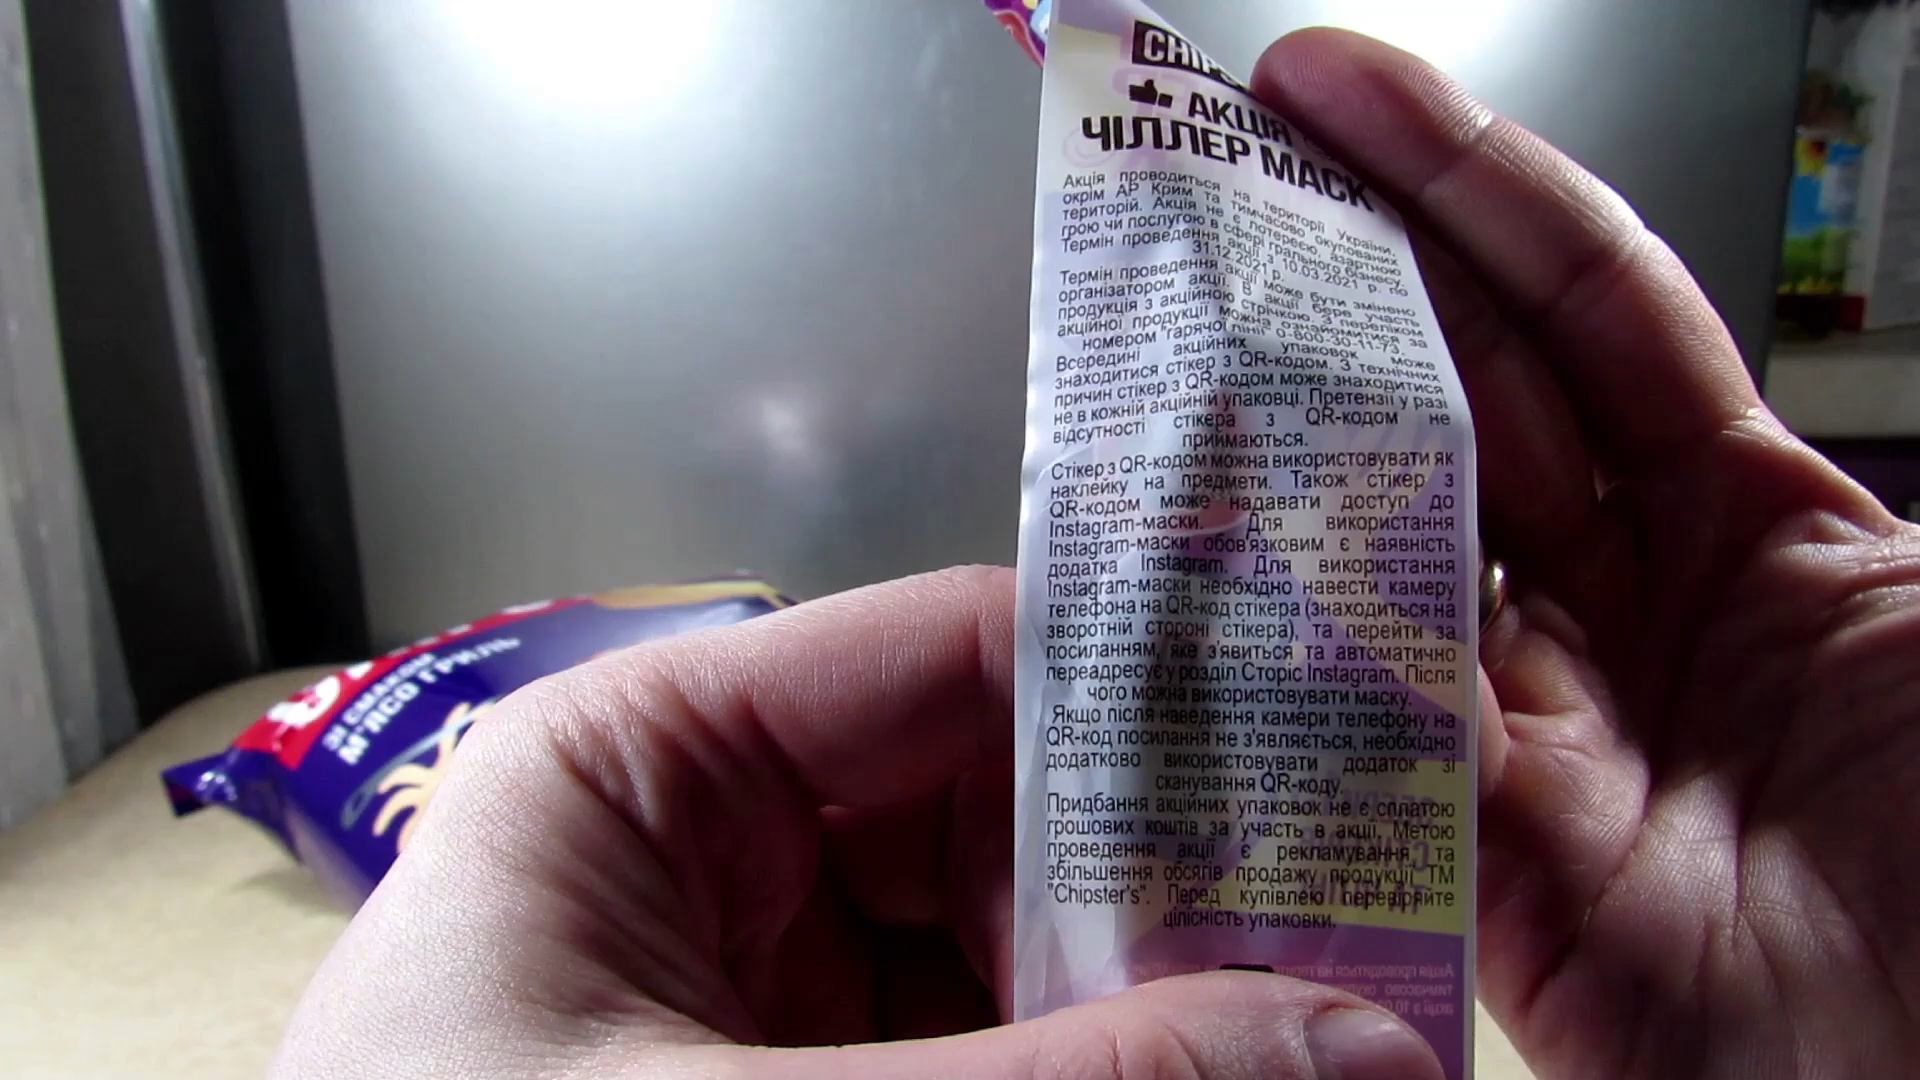 CHIPS
АКЦІЯ
ЧІЛЛЕР МАСК
Акція проводиться на території України,
окрім АР Крим та тимчасово окупованих
територій. Акція не є лотереєю, азартною
грою чи послугою в сфері грального бізнесу.
Термін проведення акції з 10.03.2021 р. по
31.12.2021 р.
Термін проведення акції може бути змінено
організатором акції. В акції бере участь
продукція з акційною стрічкою. З переліком
акційної продукції можна ознайомитися за
номером "гарячої лінії" 0-800-30-11-73.
Всередині акційних упаковок може
знаходитися стікер з QR-кодом. З технічних
причин стікер з QR-кодом може знаходитися
не в кожній акційній упаковці. Претензії у разі
відсутності стікера з QR-кодом не
приймаються.
Стікер з QR-кодом можна використовувати як
наклейку на предмети. Також стікер з
QR-кодом може надавати доступ до
Instagram-маски. Для використання
Instagram-маски обов'язковим є наявність
додатка Instagram. Для використання
Instagram-маски необхідно навести камеру
телефона на QR-код стікера (знаходиться на
зворотній стороні стікера), та перейти за
посиланням, яке з'явиться та автоматично
переадресує у розділ Сторіс Instagram. Після
чого можна використовувати маску.
Якщо після наведення камери телефону на
QR-код посилання не з'являється, необхідно
додатково використовувати додаток зі
сканування QR-коду.
Придбання акційних упаковок не є сплатою
грошових коштів за участь в акції. Метою
проведення акції є рекламування та
збільшення обсягів продажу продукції ТМ
"Chipster's". Перед купівлею перевіряйте
цілісність упаковки.
ЗІ СМАКОМ
М'ЯСО ГРИЛЬ